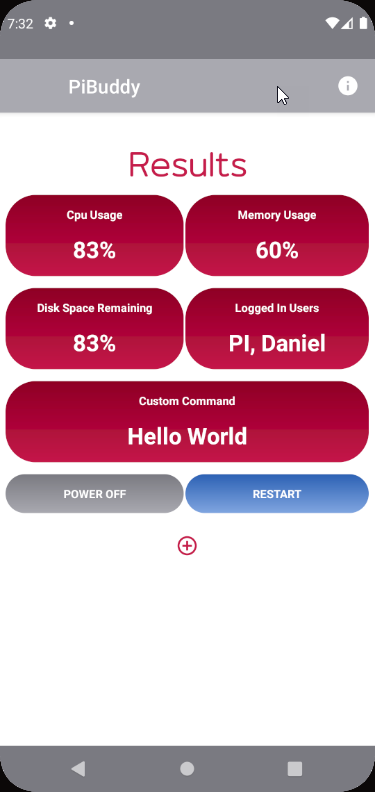 7:32
PiBuddy
Results
Cpu Usage
83%
Memory Usage
60%
Disk Space Remaining
83%
Logged In Users
PI, Daniel
Custom Command
Hello World
POWER OFF
RESTART